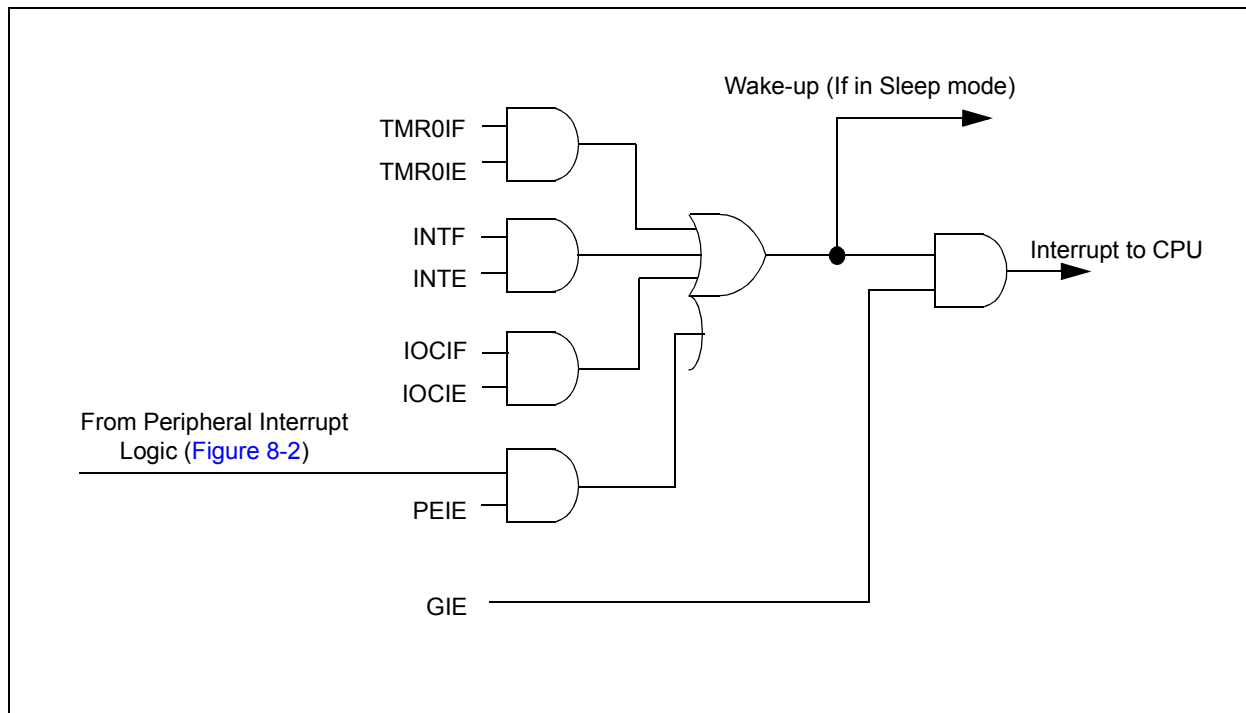 Wake-up (If in Sleep mode)
TMR0IF
TMR0IE
INTF
INTE
Interrupt to CPU
IOCIF
IOCIE
From Peripheral Interrupt
Logic (Figure 8-2)
PEIE
GIE